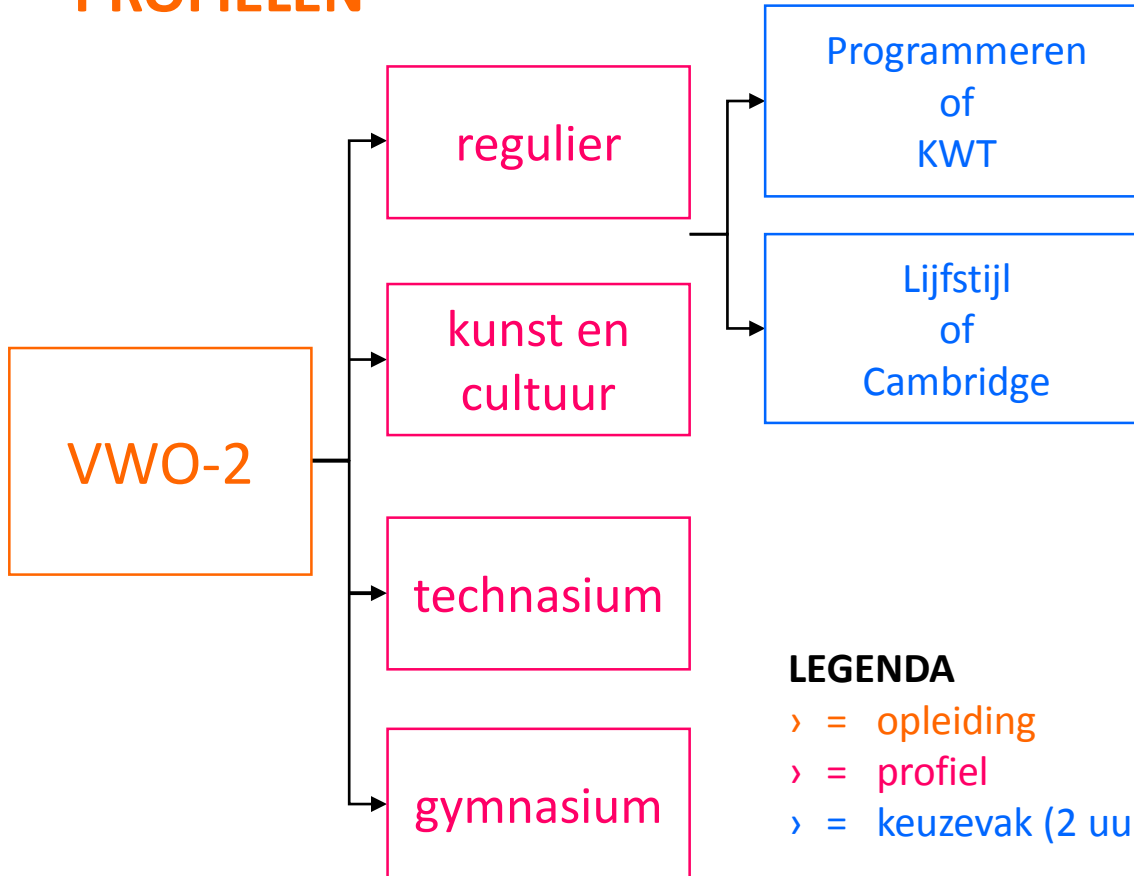 PROFIELEN
regulier
kunst en
cultuur
VWO-2
technasium
gymnasium
Programmeren
of
KWT
Lijfstijl
of
Cambridge
LEGENDA
› = opleiding
› = profiel
› = keuzevak (2 uu